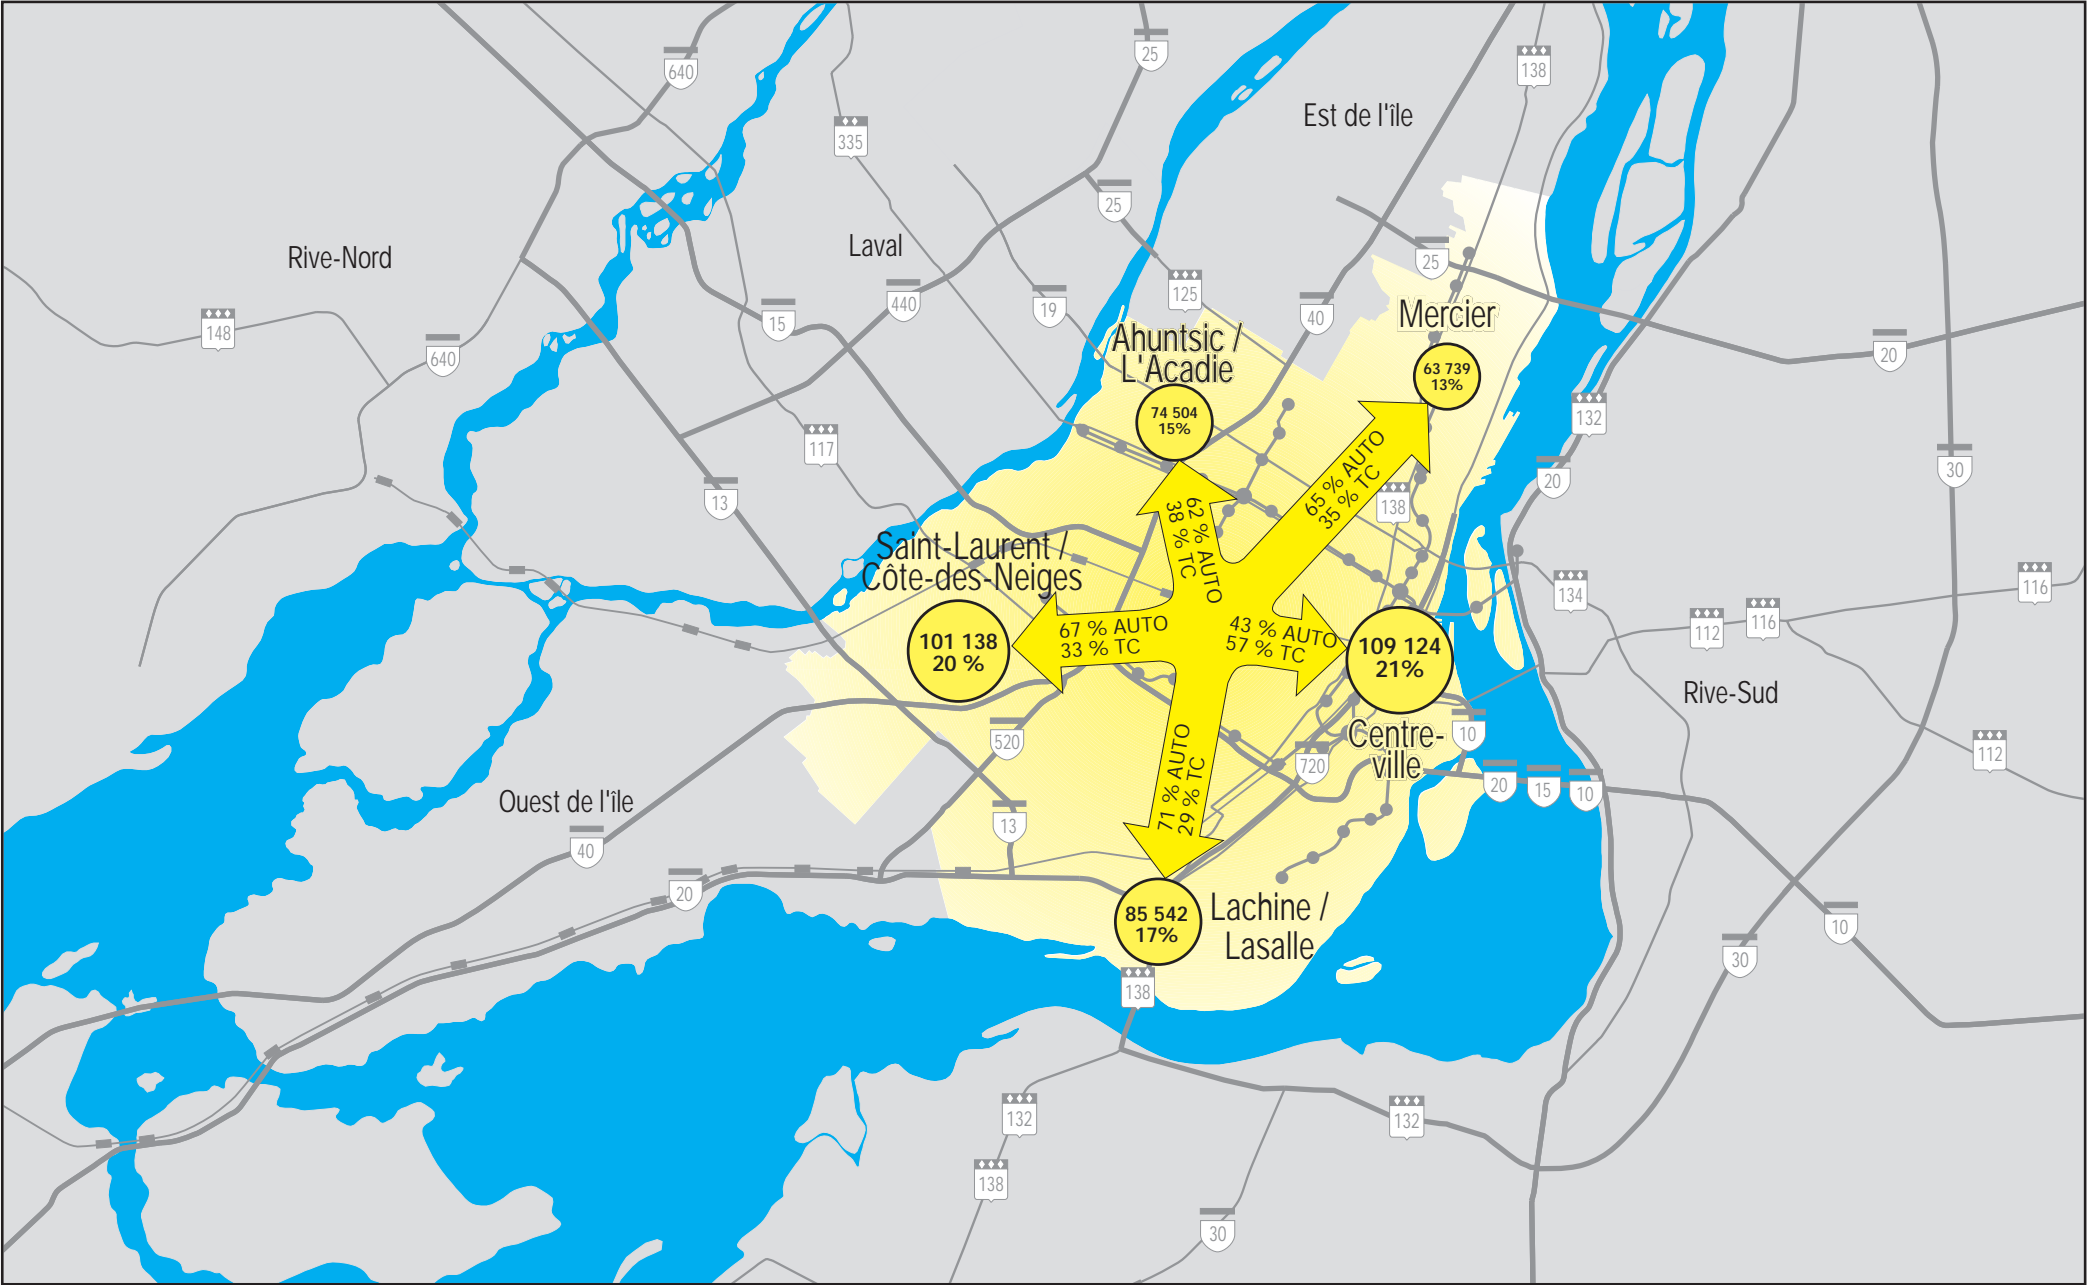 640
25
138
335
Est de l'île
25
Rive-Nord
Laval
25
148
640
15
440
19
125
40
20
Mercier
Ahuntsic /
L'Acadie
63 739
13%
74 504
15%
132
117
13
138
20
30
65 % AUTO
35 % TC
62 % AUTO
38 % TC
Saint-Laurent /
Côte-des-Neiges
101 138
20 %
67 % AUTO
33 % TC
43 % AUTO
57 % TC
109 124
21%
134
112
116
116
Rive-Sud
Centre-
ville
520
720
10
112
71 % AUTO
29 % TC
20
15
10
Ouest de l'île
40
13
20
85 542
17%
Lachine /
Lasalle
10
30
138
132
132
138
30